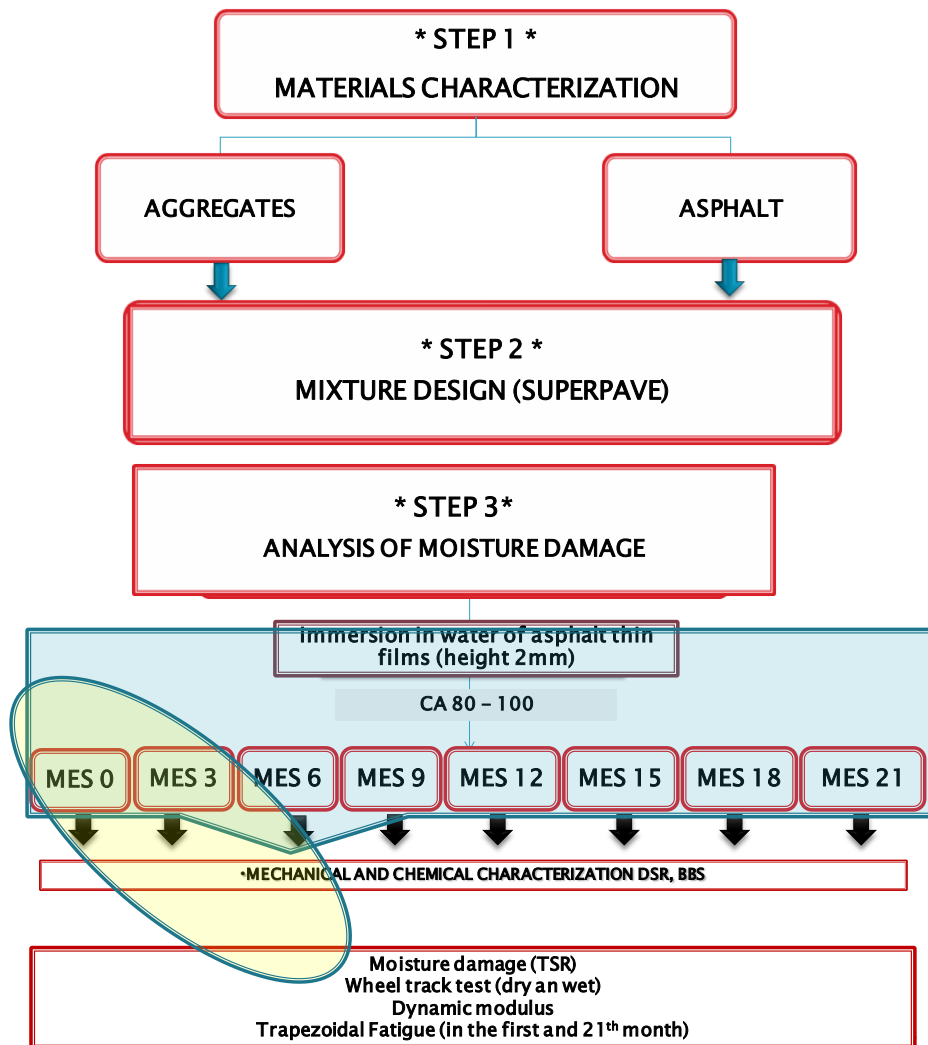 * STEP 1 *
MATERIALS CHARACTERIZATION
AGGREGATES
ASPHALT
* STEP 2 *
MIXTURE DESIGN (SUPERPAVE)
* STEP 3*
ANALYSIS OF MOISTURE DAMAGE
Immersion in water of asphalt thin
films (height 2mm)
CA 80 – 100
MES 0
MES 3
MES 6
MES 9
MES 12
MES 15
MES 18
MES 21
•MECHANICAL AND CHEMICAL CHARACTERIZATION DSR, BBS
Moisture damage (TSR)
Wheel track test (dry an wet)
Dynamic modulus
Trapezoidal Fatigue (in the first and 21th month)